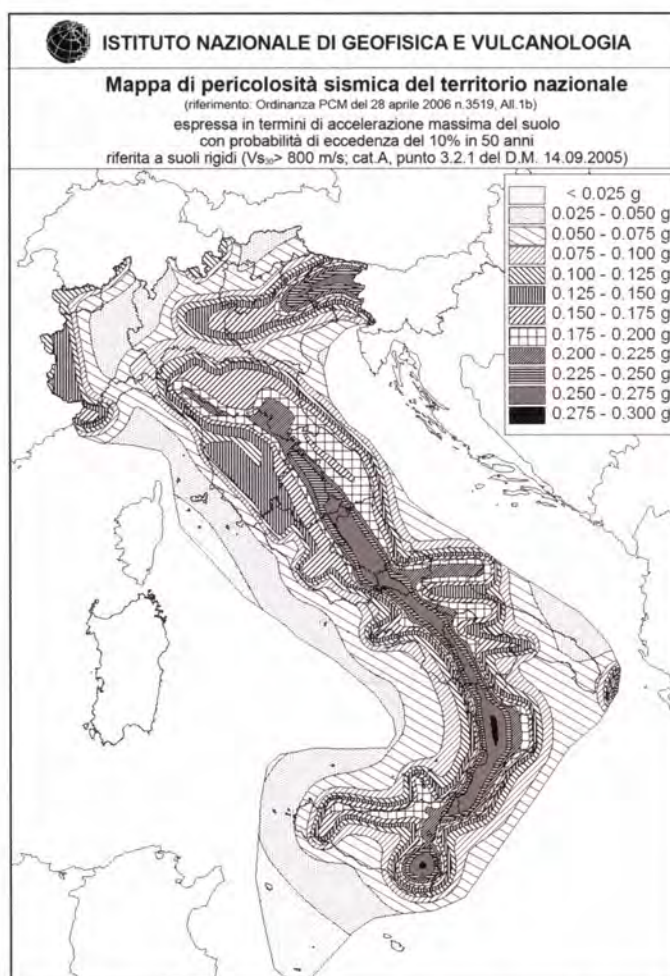 ISTITUTO NAZIONALE DI GEOFISICA E VULCANOLOGIA
Mappa di pericolosità sismica del territorio nazionale
(riferimento: Ordinanza PCM del 28 aprile 2006 n.3519, All.1b)
espressa in termini di accelerazione massima del suolo
con probabilità di eccedenza del 10% in 50 anni
riferita a suoli rigidi (Vs₃₀> 800 m/s; cat.A, punto 3.2.1 del D.M. 14.09.2005)
< 0.025 g
0.025 - 0.050 g
0.050 - 0.075 g
0.075 - 0.100 g
0.100 - 0.125 g
0.125 - 0.150 g
0.150 - 0.175 g
0.175 - 0.200 g
0.200 - 0.225 g
0.225 - 0.250 g
0.250 - 0.275 g
0.275 - 0.300 g